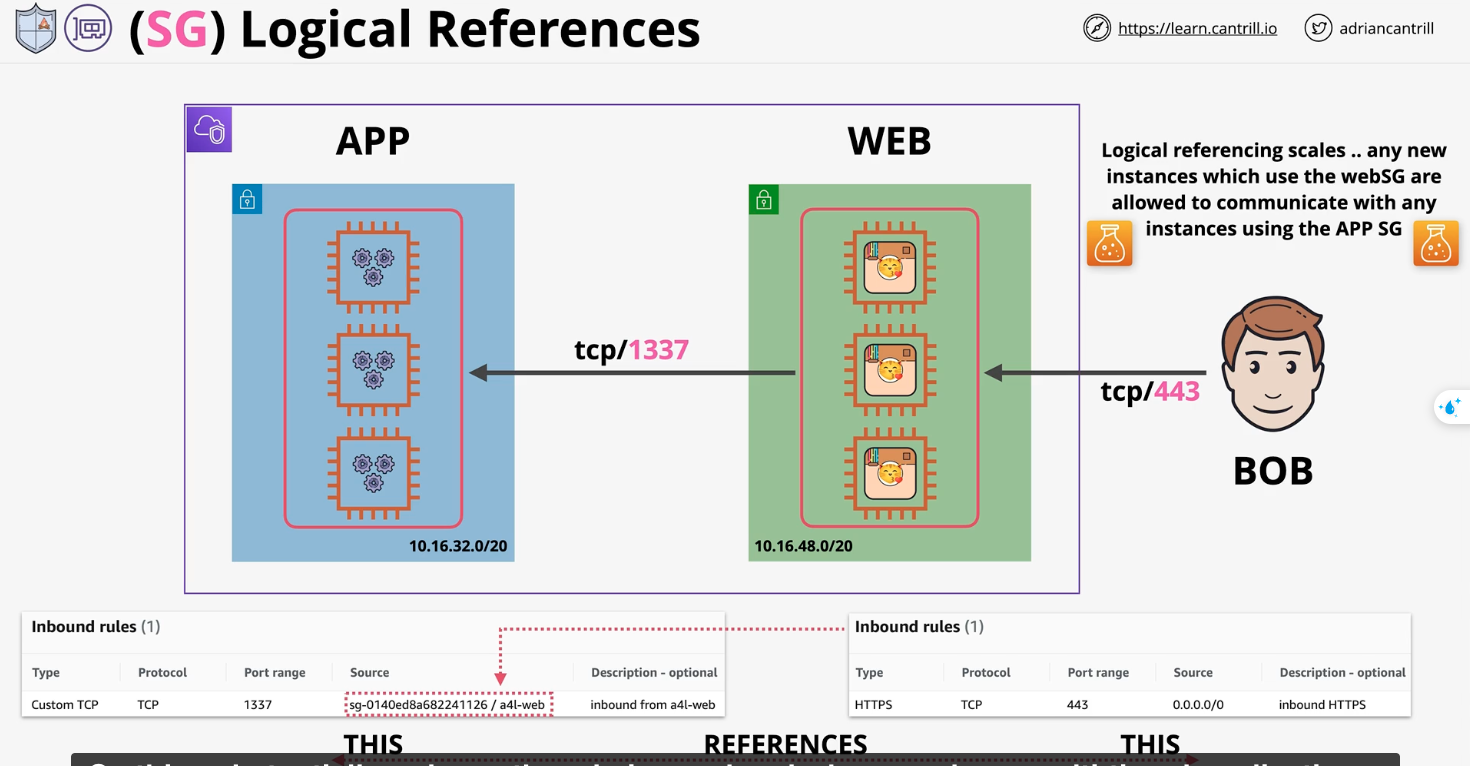 (SG) Logical References
https://learn.cantrill.io
adriancantrill
APP
WEB
Logical referencing scales .. any new
instances which use the webSG are
allowed to communicate with any
instances using the APP SG
tcp/1337
tcp/443
BOB
10.16.32.0/20
10.16.48.0/20
Inbound rules (1)
Type Protocol Port range Source Description - optional
Custom TCP TCP 1337 sg-0140ed8a682241126 / a4l-web inbound from a4l-web
Inbound rules (1)
Type Protocol Port range Source Description - optional
HTTPS TCP 443 0.0.0.0/0 inbound HTTPS
THIS REFERENCES THIS